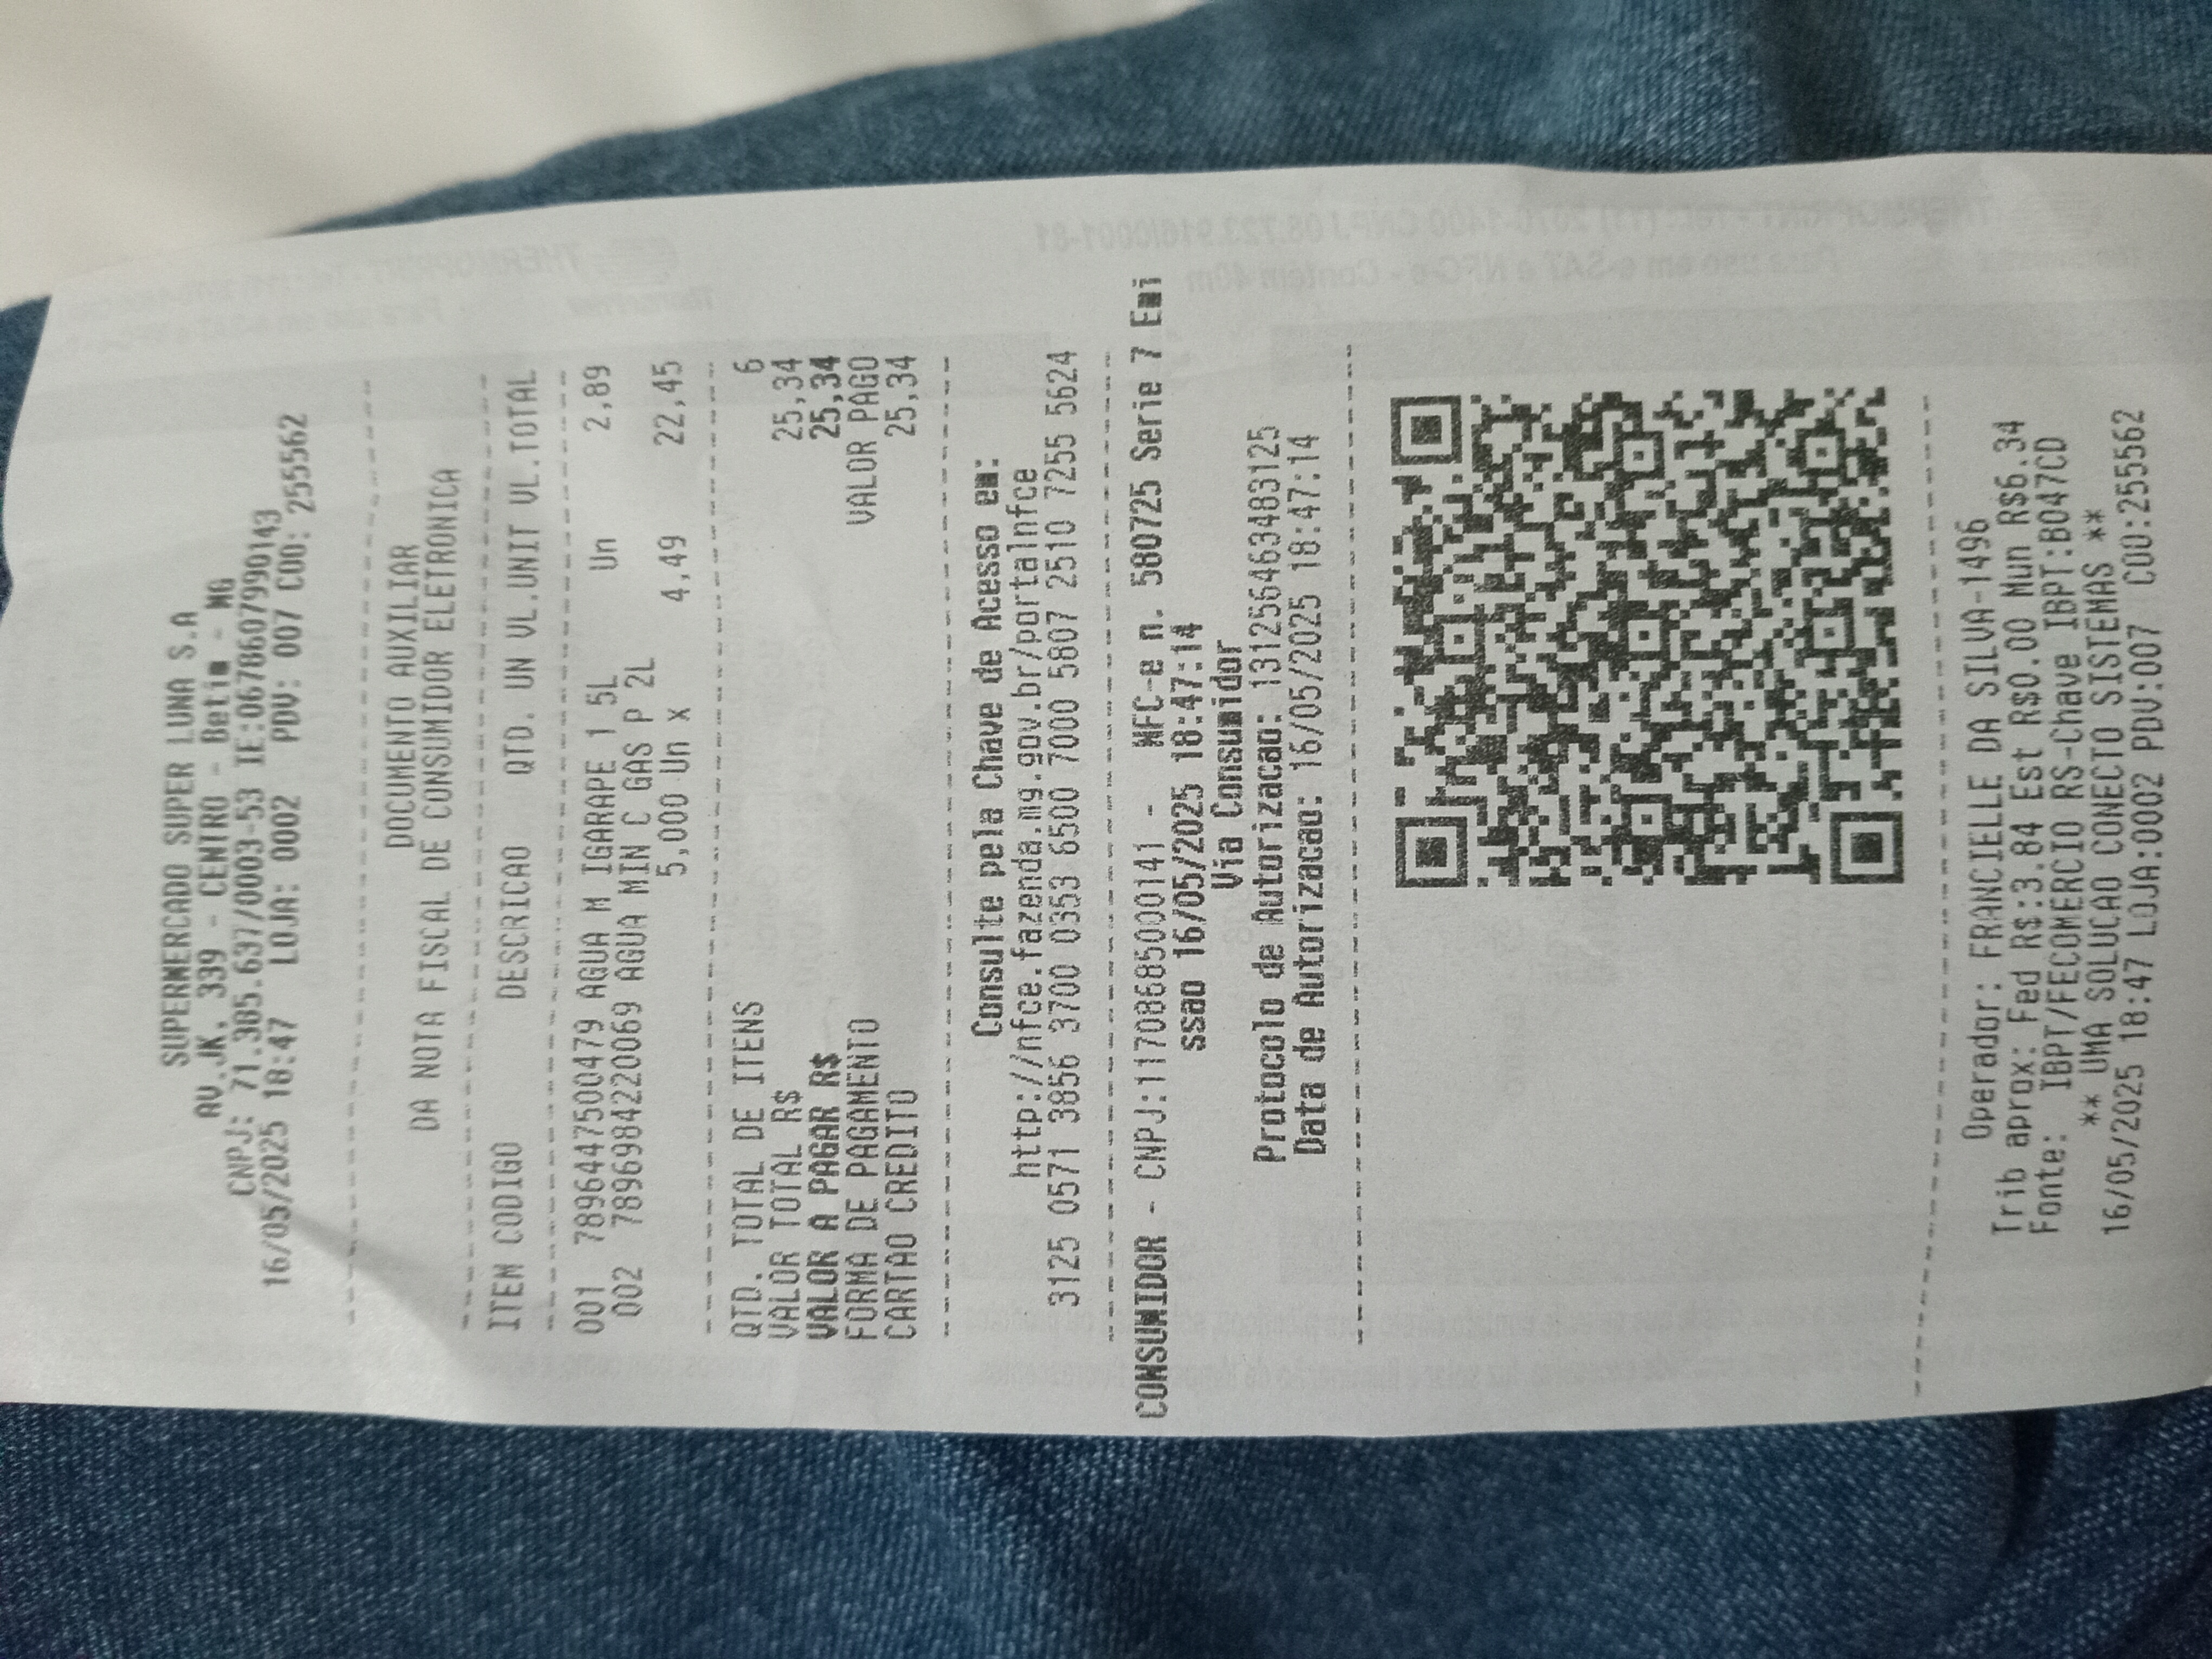 SUPERMERCADO SUPER LUNA S.A
AV.JK, 339 - CENTRO - Betim - MG
CNPJ: 71.385.637/0003-53 IE:0678607990143
16/05/2025 18:47 LOJA: 0002 PDV: 007 COO: 255562
DOCUMENTO AUXILIAR
DA NOTA FISCAL DE CONSUMIDOR ELETRONICA
ITEM CODIGO DESCRICAO QTD. UN VL.UNIT VL.TOTAL
001 7896447500479 AGUA M IGARAPE 1 5L Un 2,89
002 7896984220069 AGUA MIN C GAS P 2L
5,000 Un X 4,49 22,45
QTD. TOTAL DE ITENS 6
VALOR TOTAL R$ 25,34
VALOR A PAGAR R$ 25,34
FORMA DE PAGAMENTO VALOR PAGO
CARTAO CREDITO 25,34
Consulte pela Chave de Acesso em:
http://nfce.fazenda.mg.gov.br/portalnfce
3125 0571 3856 3700 0353 6500 7000 5807 2510 7255 5624
CONSUMIDOR - CNPJ:11708685000141 - NFC-e n. 580725 Serie 7 Emi
ssao 16/05/2025 18:47:14
Via Consumidor
Protocolo de Autorizacao: 131256463483125
Data de Autorizacao: 16/05/2025 18:47:14
Operador: FRANCIELLE DA SILVA-1496
Trib aprox: Fed R$:3.84 Est R$0.00 Mun R$6.34
Fonte: IBPT/FECOMERCIO RS-Chave IBPT:B047CD
** UMA SOLUCAO CONECTO SISTEMAS **
16/05/2025 18:47 LOJA:0002 PDV:007 COO:255562